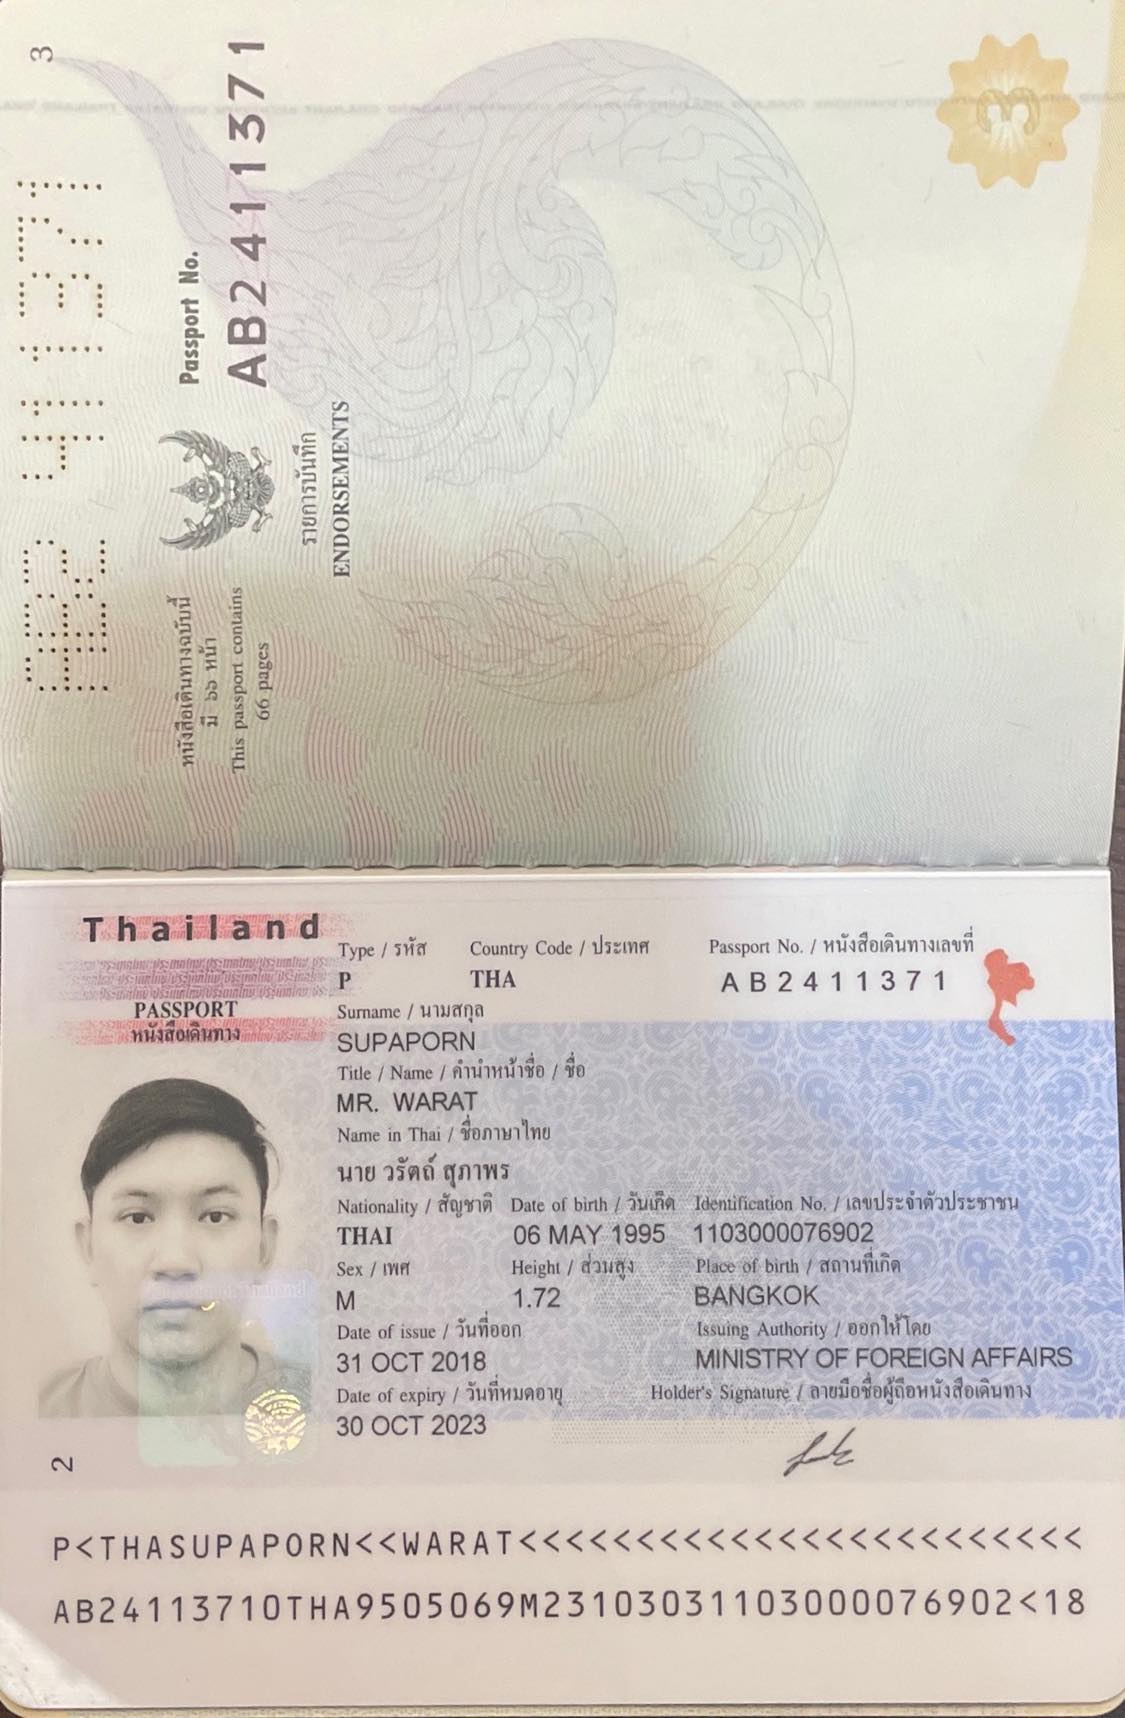 3
AB2411371
Passport No.
AB2411371
หนังสือเดินทางฉบับนี้
มี ๖๖ หน้า
This passport contains
66 pages
รายการบันทึก
ENDORSEMENTS
๓
Thailand
PASSPORT
หนังสือเดินทาง
Type / รหัส Country Code / ประเทศ Passport No. / หนังสือเดินทางเลขที่
P THA AB2411371
Surname / นามสกุล
SUPAPORN
Title / Name / คำนำหน้าชื่อ / ชื่อ
MR. WARAT
Name in Thai / ชื่อภาษาไทย
นาย วรัตถ์ สุภาพร
Nationality / สัญชาติ Date of birth / วันเกิด Identification No. / เลขประจำตัวประชาชน
THAI 06 MAY 1995 1103000076902
Sex / เพศ Height / ส่วนสูง Place of birth / สถานที่เกิด
M 1.72 BANGKOK
Date of issue / วันที่ออก Issuing Authority / ออกให้โดย
31 OCT 2018 MINISTRY OF FOREIGN AFFAIRS
Date of expiry / วันที่หมดอายุ Holder's Signature / ลายมือชื่อผู้ถือหนังสือเดินทาง
30 OCT 2023
2
P<THASUPAPORN<<WARAT<<<<<<<<<<<<<<<<<<<<<<<<
AB24113710THA9505069M23103031103000076902<18